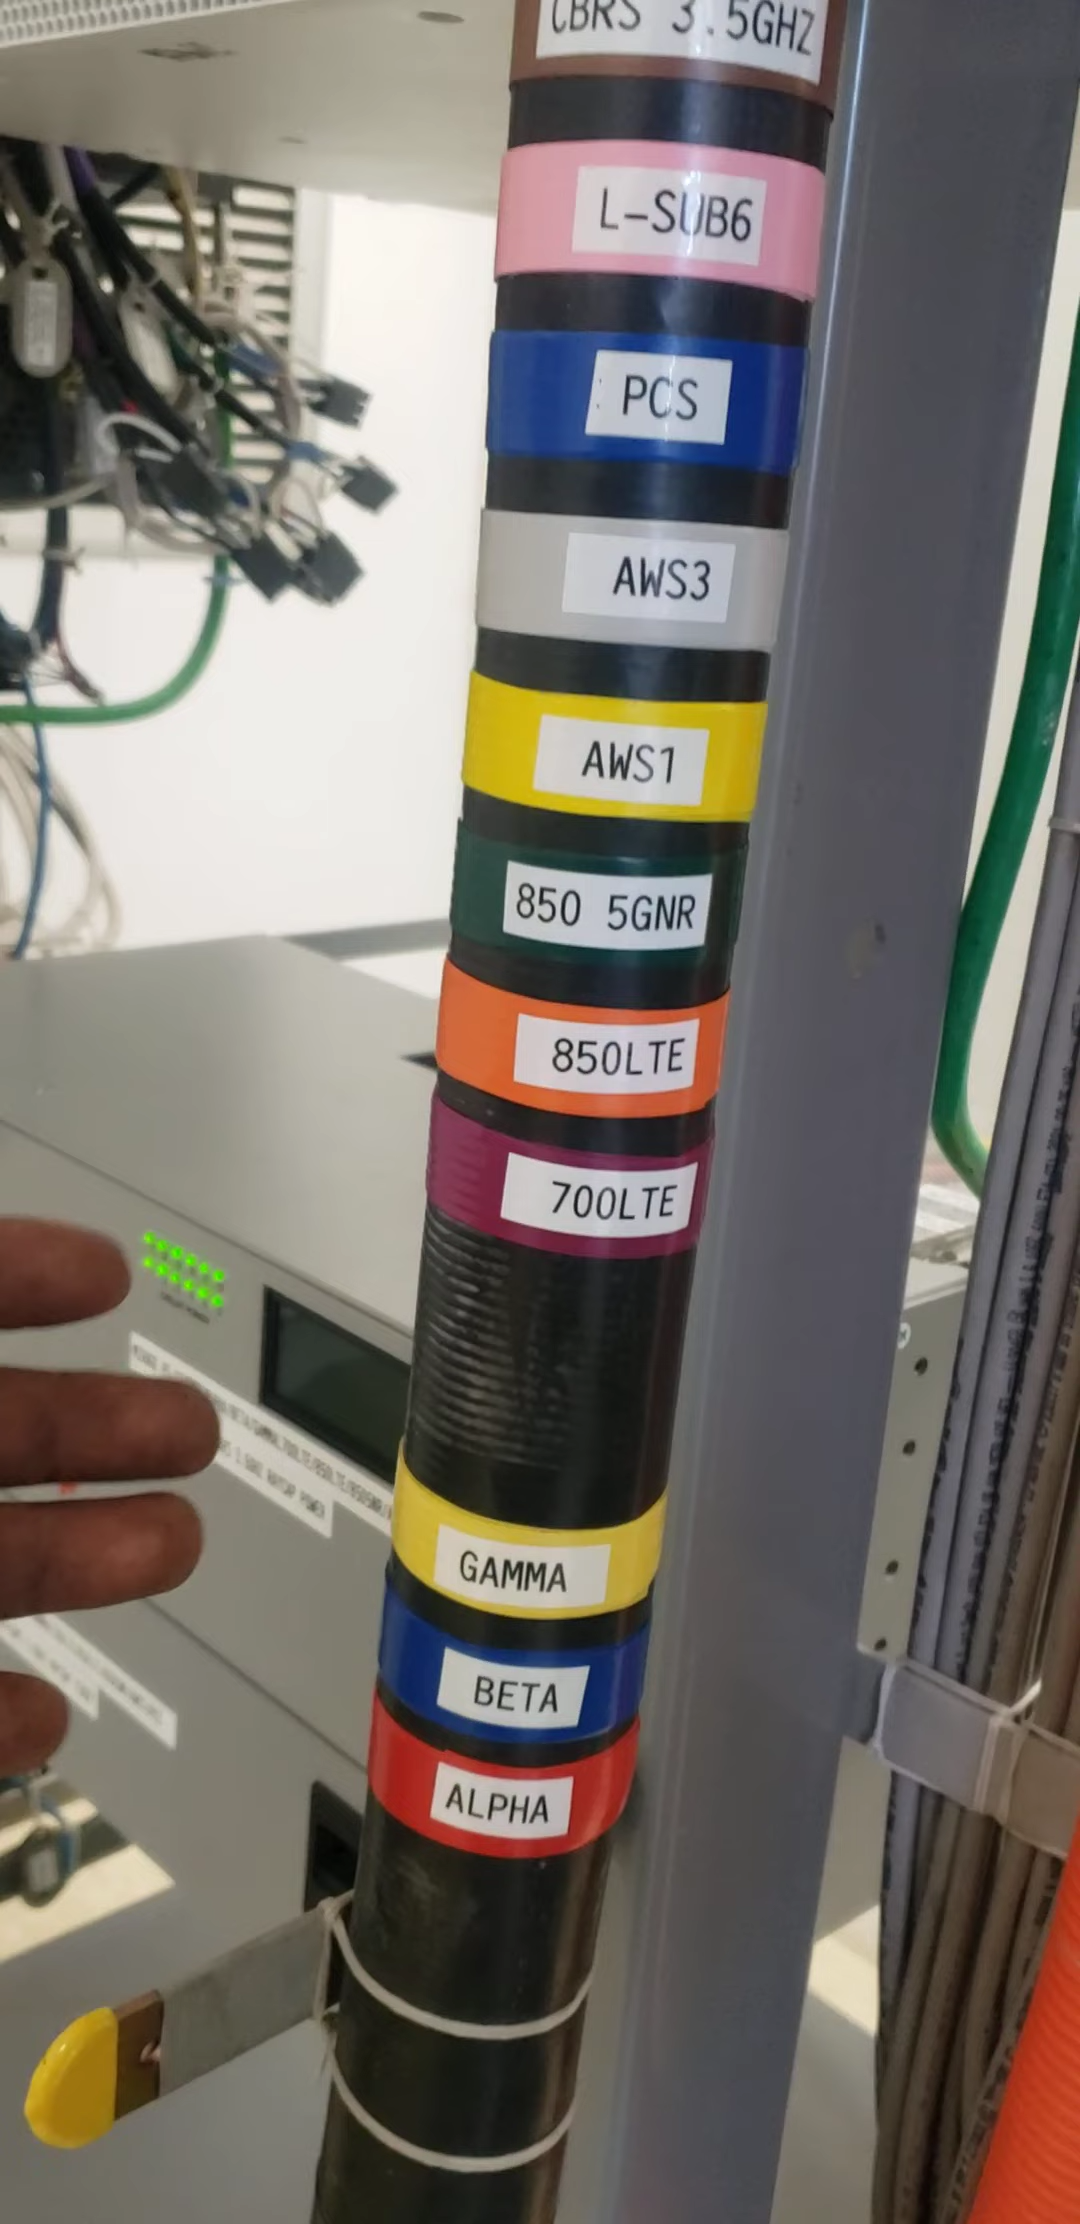 CBRS 3.5GHZ
L-SUB6
PCS
AWS3
AWS1
850 5GNR
850LTE
700LTE
GAMMA
BETA
ALPHA